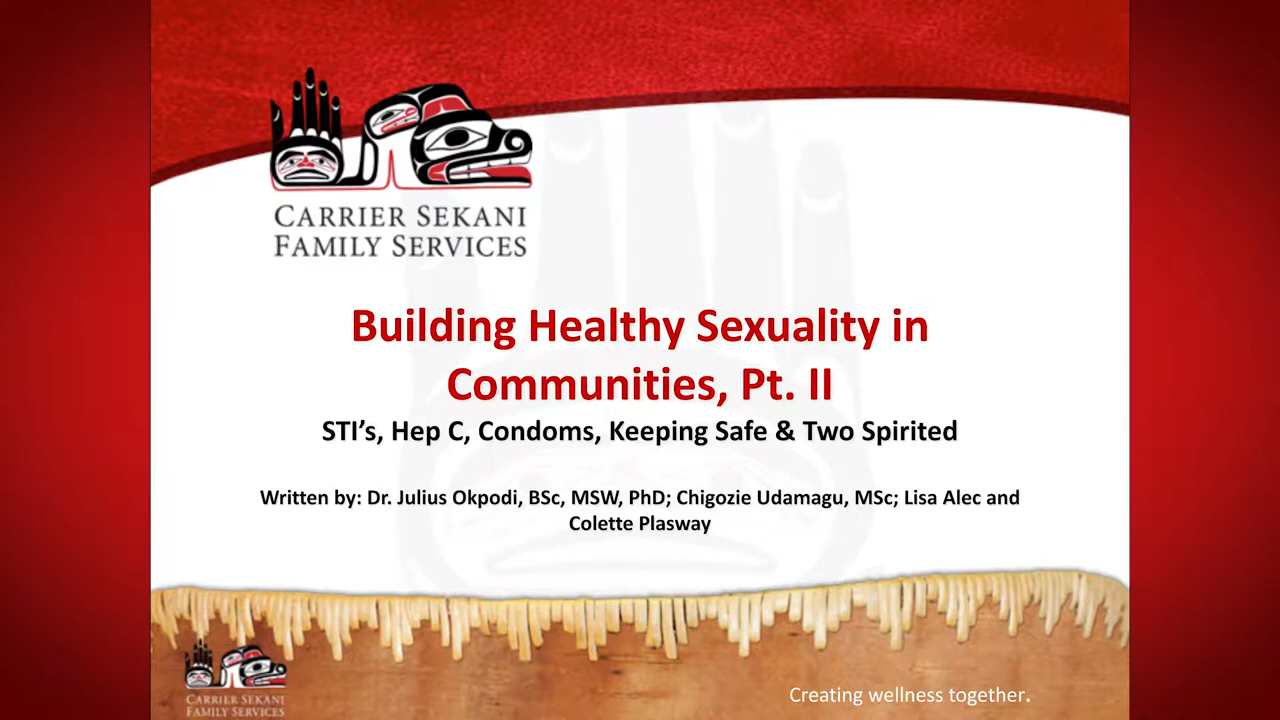 CARRIER SEKANI
FAMILY SERVICES
Building Healthy Sexuality in
Communities, Pt. II
STI’s, Hep C, Condoms, Keeping Safe & Two Spirited
Written by: Dr. Julius Okpodi, BSc, MSW, PhD; Chigozie Udamagu, MSc; Lisa Alec and
Colette Plasway
CARRIER SEKANI
FAMILY SERVICES
Creating wellness together.